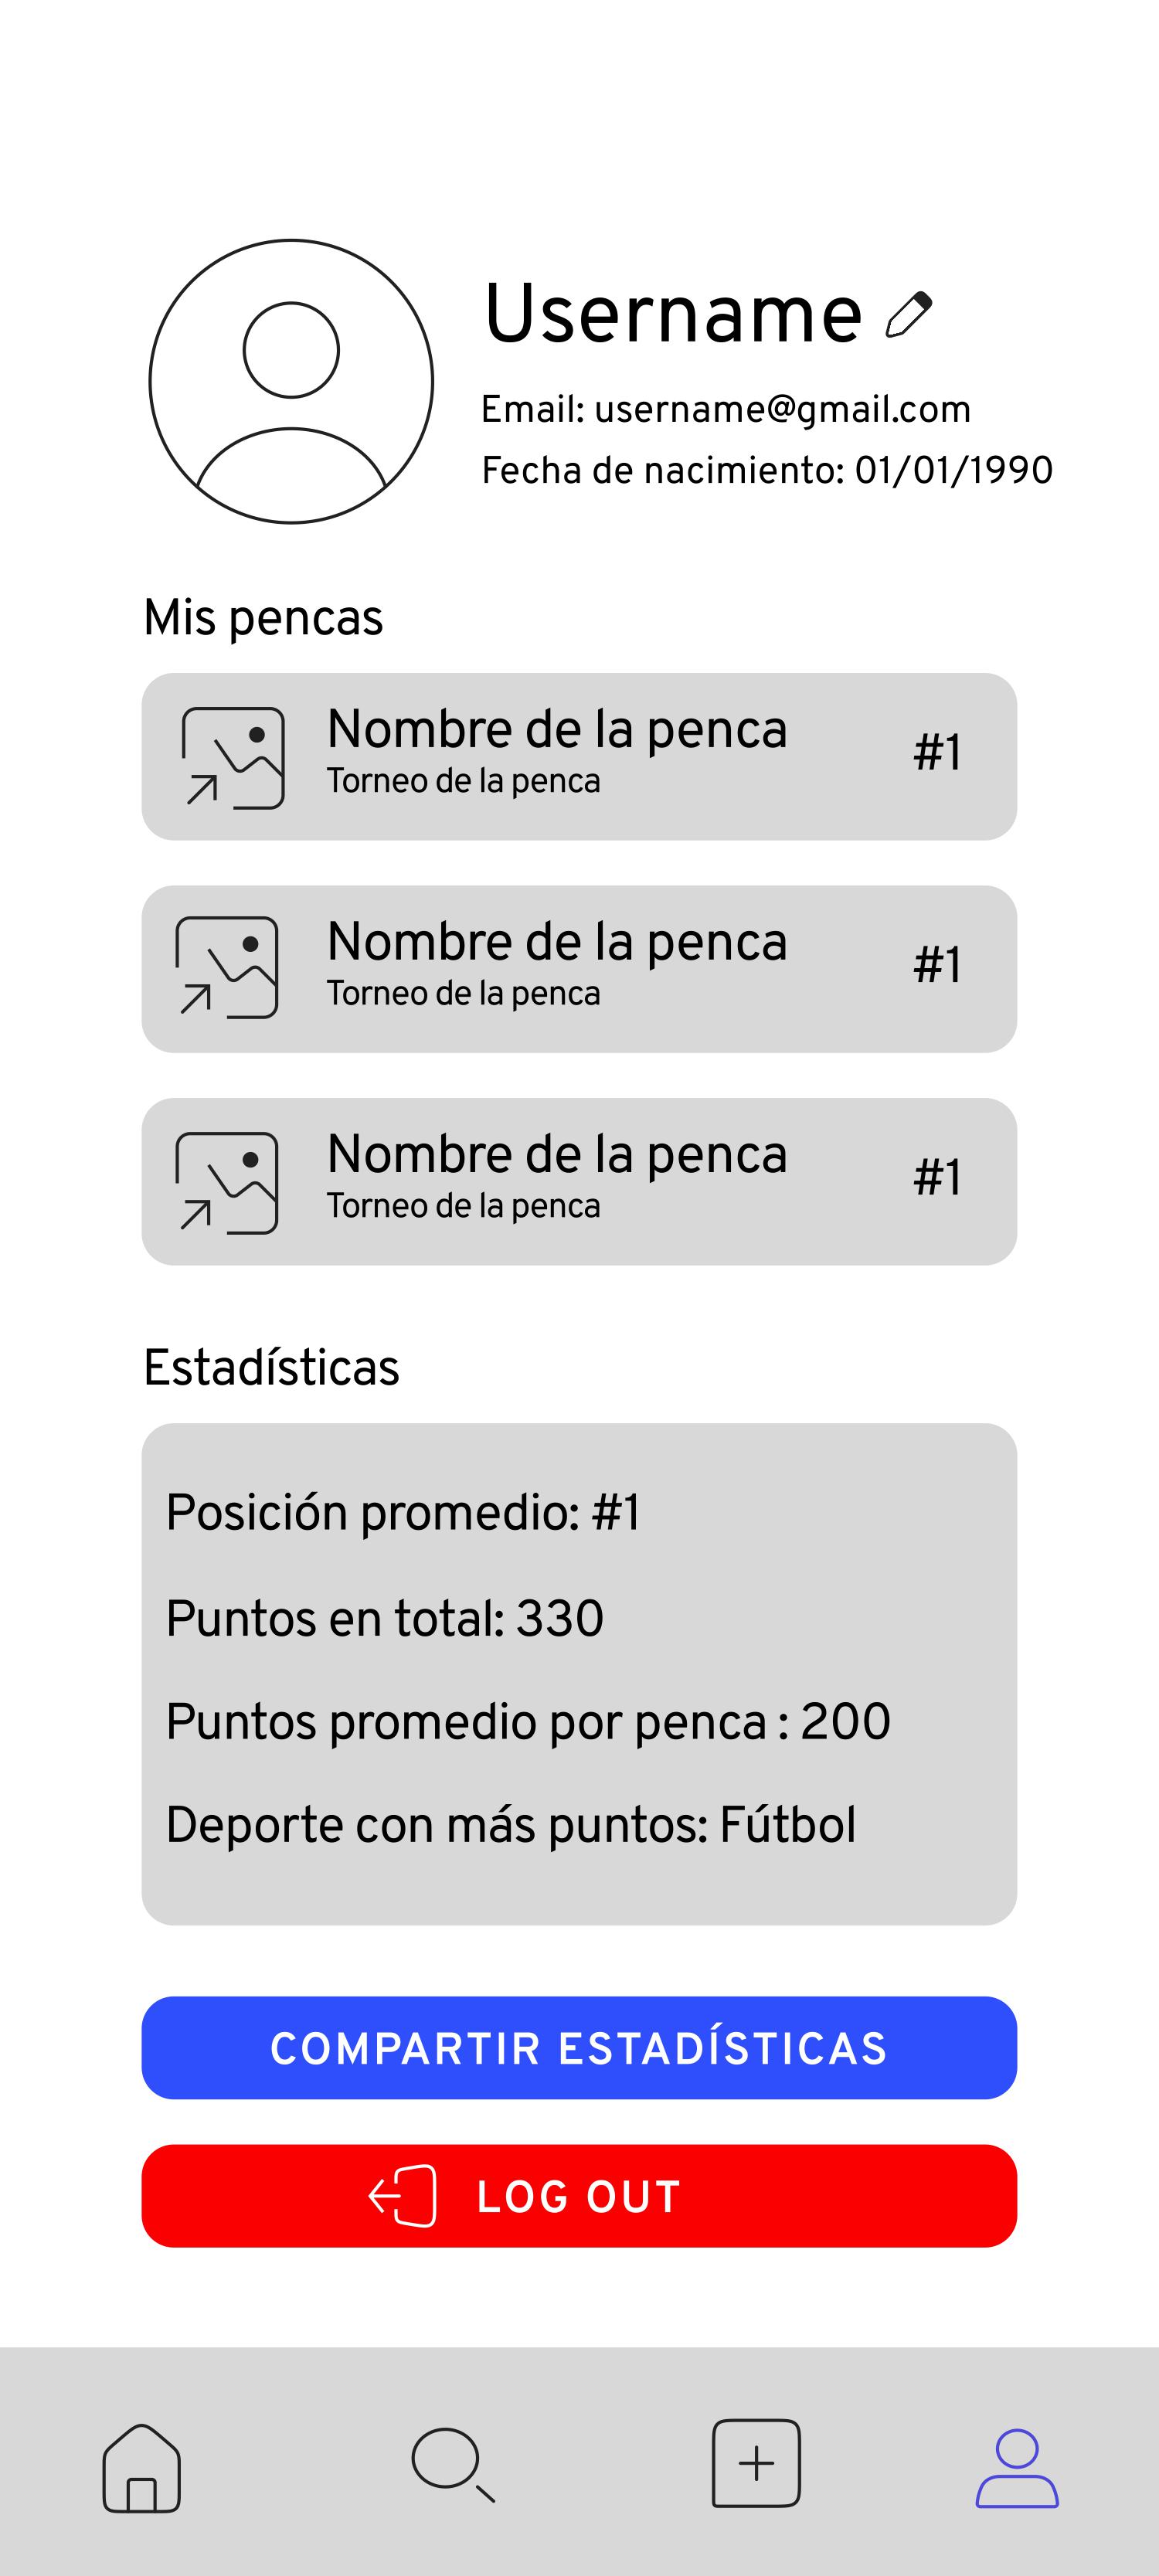 Username
Email: username@gmail.com
Fecha de nacimiento: 01/01/1990
Mis pencas
Nombre de la penca
Torneo de la penca
#1
Nombre de la penca
Torneo de la penca
#1
Nombre de la penca
Torneo de la penca
#1
Estadísticas
Posición promedio: #1
Puntos en total: 330
Puntos promedio por penca : 200
Deporte con más puntos: Fútbol
COMPARTIR ESTADÍSTICAS
LOG OUT